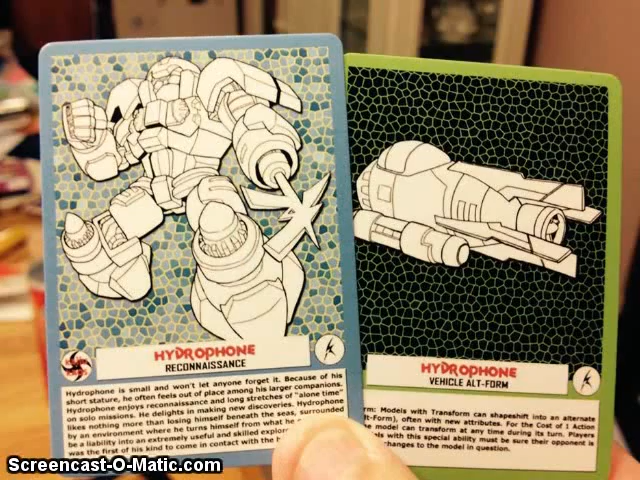 HYDROPHONE
RECONNAISSANCE
Hydrophone is small and won't let anyone forget it. Because of his
short stature, he often feels out of place among his larger companions.
Hydrophone enjoys reconnaissance and long stretches of "alone time"
on solo missions. He delights in making new discoveries. Hydrophone
likes nothing more than losing himself beneath the seas, surrounded
by an environment where he turns himself from what he
be a liability into an extremely useful and skilled explor
was the first of his kind to come in contact with the
HYDROPHONE
VEHICLE ALT-FORM
rm: Models with Transform can shapeshift into an alternate
lt-Form), often with new attributes. For the Cost of 1 Action
he model can transform at any time during its turn. Players
els with this special ability must be sure their opponent is
changes to the model in question.
Screencast-O-Matic.com